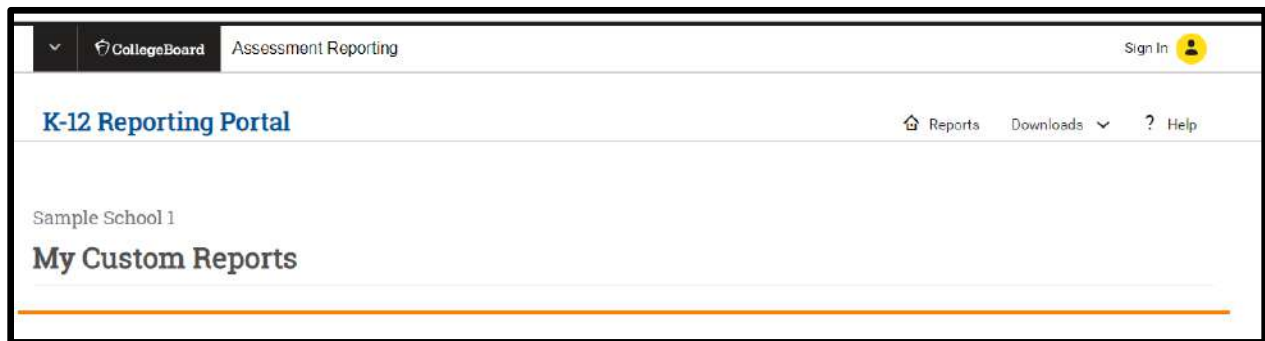 CollegeBoard Assessment Reporting Sign In
K-12 Reporting Portal Reports Downloads ? Help
Sample School 1
My Custom Reports